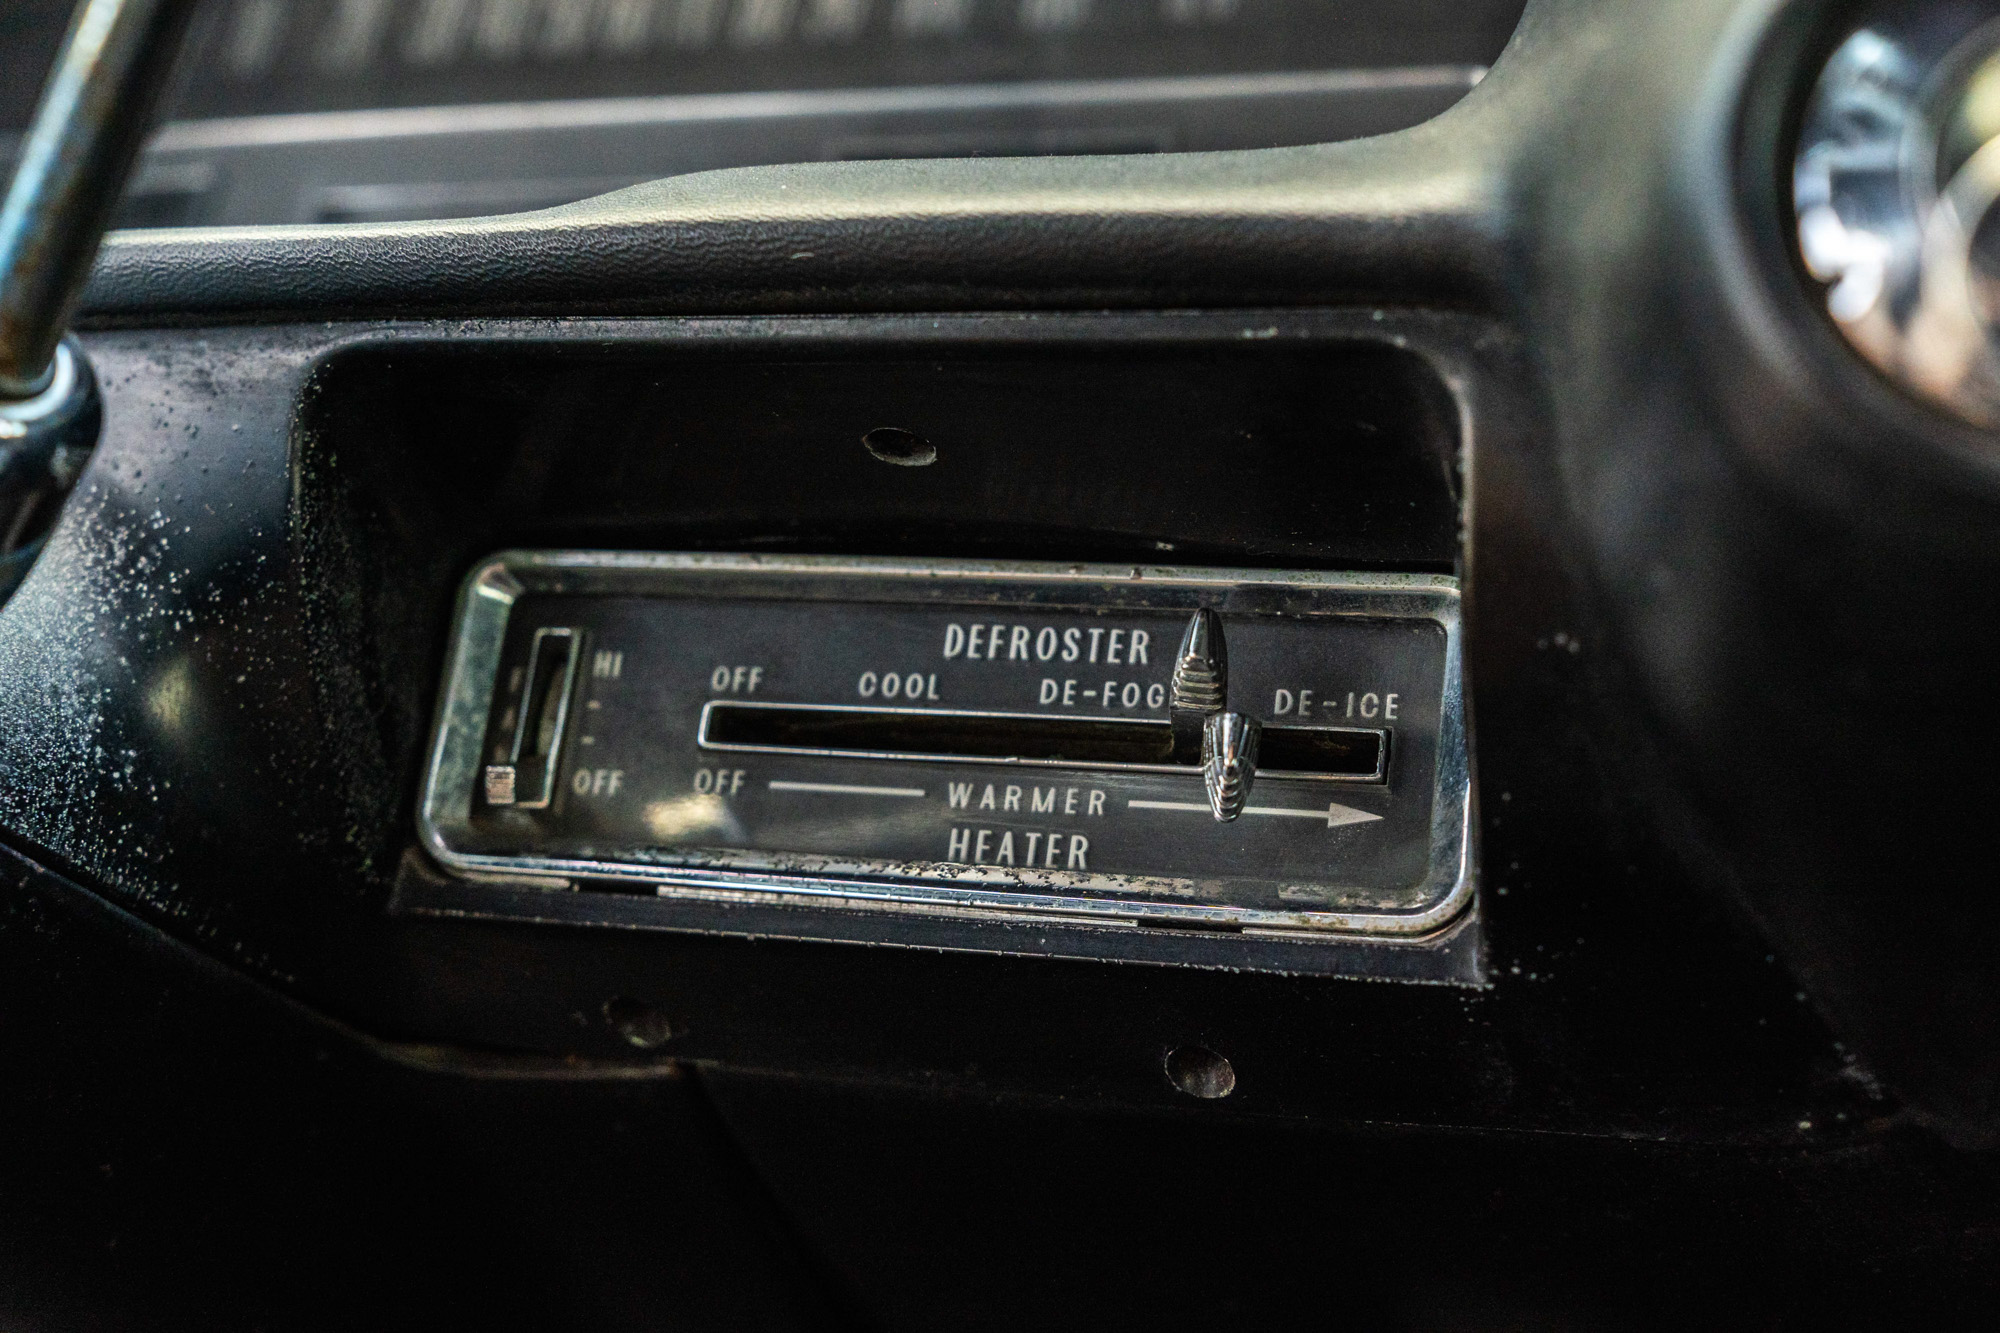 DEFROSTER
HI
OFF COOL DE-FOG DE-ICE
OFF
OFF WARMER
HEATER